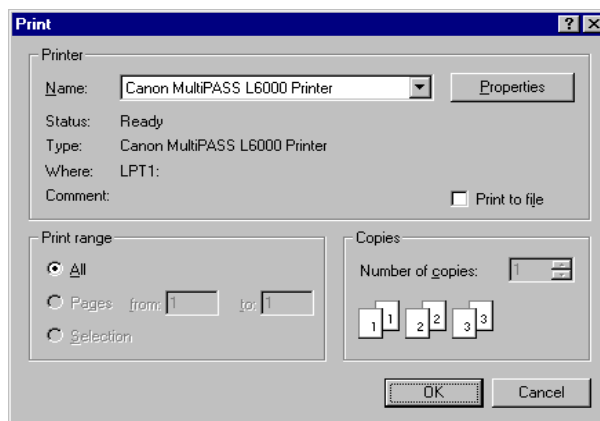 Print
Printer
Name: Canon MultiPASS L6000 Printer Properties
Status: Ready
Type: Canon MultiPASS L6000 Printer
Where: LPT1:
Comment: Print to file
Print range
All
Pages from: 1 to: 1
Selection
Copies
Number of copies: 1
1 1 2 2 3 3
OK Cancel